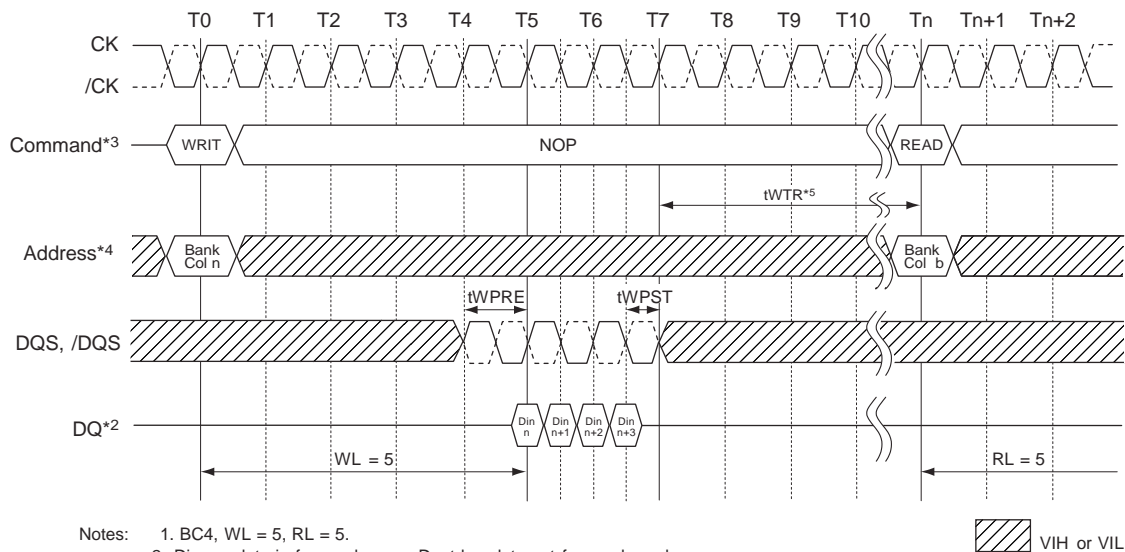 T0 T1 T2 T3 T4 T5 T6 T7 T8 T9 T10 Tn Tn+1 Tn+2
CK
/CK
Command*3 WRIT NOP READ
tWTR*5
Address*4 Bank Col n Bank Col b
tWPRE tWPST
DQS, /DQS
DQ*2 Din n Din n+1 Din n+2 Din n+3
WL = 5 RL = 5
Notes: 1. BC4, WL = 5, RL = 5.
VIH or VIL